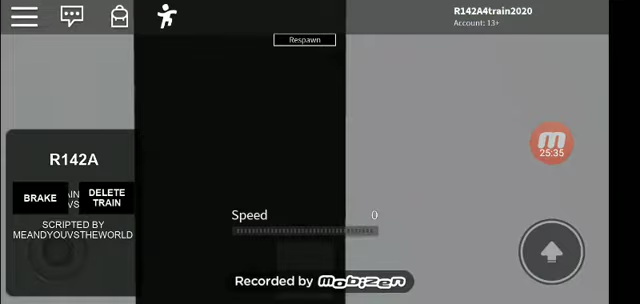 R142A4train2020
Account: 13+
Respawn
25:35
R142A
BRAKE
DELETE
TRAIN
SCRIPTED BY
MEANDYOUVSTHEWORLD
Speed 0
Recorded by mobizen